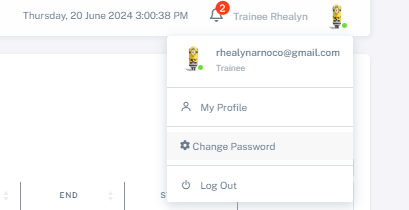 Thursday, 20 June 2024 3:00:38 PM 2 Trainee Rhealyn
rhealynarnoco@gmail.com
Trainee
My Profile
Change Password
Log Out
END